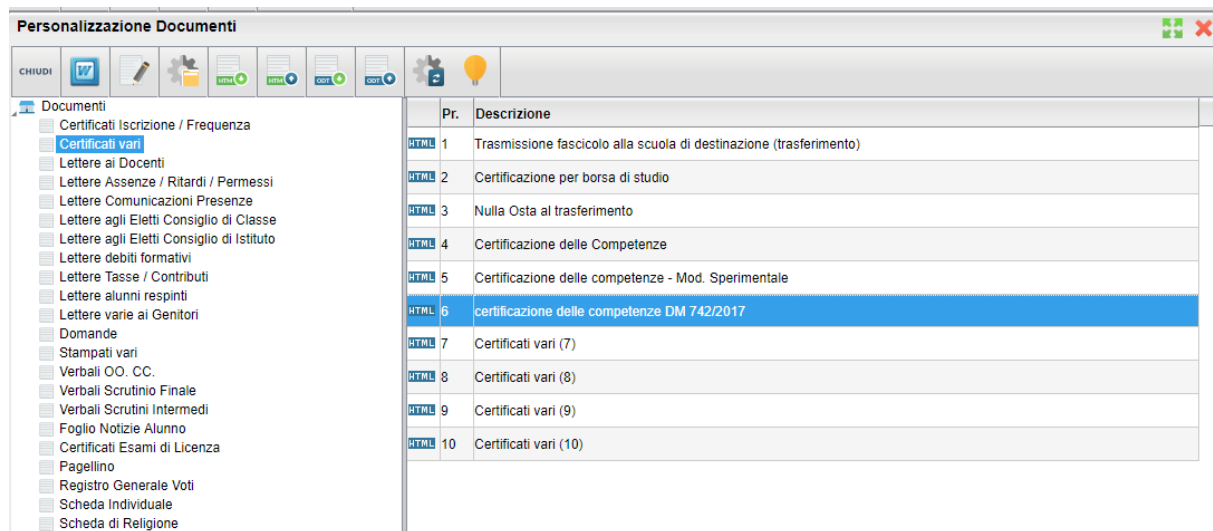 Personalizzazione Documenti
CHIUDI W HTM HTM ODT ODT
Documenti
Certificati Iscrizione / Frequenza
Certificati vari
Lettere ai Docenti
Lettere Assenze / Ritardi / Permessi
Lettere Comunicazioni Presenze
Lettere agli Eletti Consiglio di Classe
Lettere agli Eletti Consiglio di Istituto
Lettere debiti formativi
Lettere Tasse / Contributi
Lettere alunni respinti
Lettere varie ai Genitori
Domande
Stampati vari
Verbali OO. CC.
Verbali Scrutinio Finale
Verbali Scrutini Intermedi
Foglio Notizie Alunno
Certificati Esami di Licenza
Pagellino
Registro Generale Voti
Scheda Individuale
Scheda di Religione
Pr. Descrizione
HTML 1 Trasmissione fascicolo alla scuola di destinazione (trasferimento)
HTML 2 Certificazione per borsa di studio
HTML 3 Nulla Osta al trasferimento
HTML 4 Certificazione delle Competenze
HTML 5 Certificazione delle competenze - Mod. Sperimentale
HTML 6 certificazione delle competenze DM 742/2017
HTML 7 Certificati vari (7)
HTML 8 Certificati vari (8)
HTML 9 Certificati vari (9)
HTML 10 Certificati vari (10)